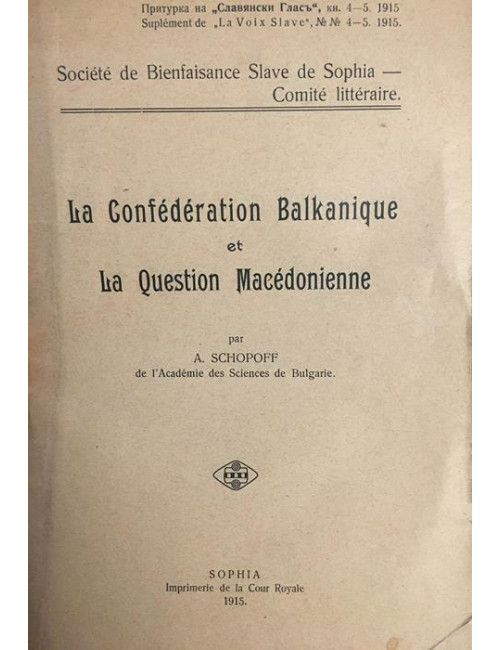 Притурка на „Славянски Гласъ“, кн. 4—5. 1915
Suplément de „La Voix Slave“, №№ 4—5. 1915.
Société de Bienfaisance Slave de Sophia —
Comité littéraire.
La Confédération Balkanique
et
La Question Macédonienne
par
A. SCHOPOFF
de l'Académie des Sciences de Bulgarie.
SOPHIA
Imprimerie de la Cour Royale
1915.